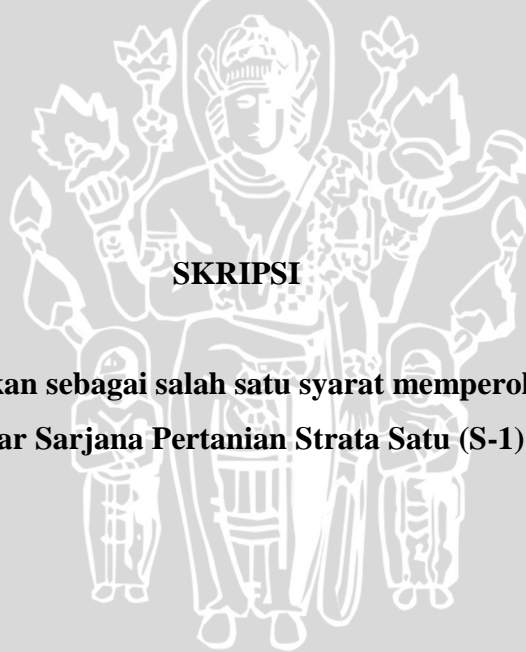 SKRIPSI
kan sebagai salah satu syarat memperol
ar Sarjana Pertanian Strata Satu (S-1)